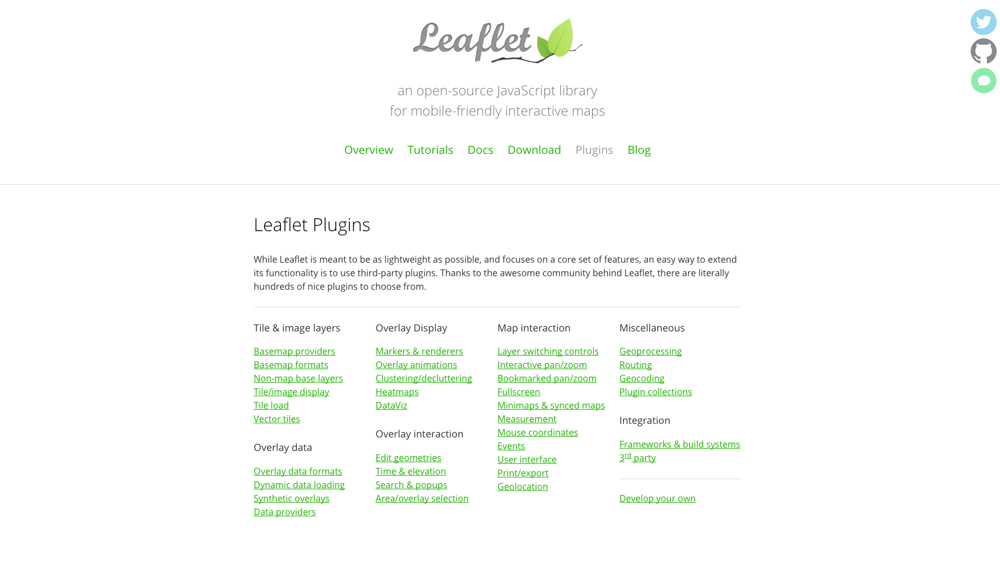 Leaflet
an open-source JavaScript library
for mobile-friendly interactive maps
Overview Tutorials Docs Download Plugins Blog
Leaflet Plugins
While Leaflet is meant to be as lightweight as possible, and focuses on a core set of features, an easy way to extend
its functionality is to use third-party plugins. Thanks to the awesome community behind Leaflet, there are literally
hundreds of nice plugins to choose from.
Tile & image layers
Basemap providers
Basemap formats
Non-map base layers
Tile/image display
Tile load
Vector tiles
Overlay data
Overlay data formats
Dynamic data loading
Synthetic overlays
Data providers
Overlay Display
Markers & renderers
Overlay animations
Clustering/decluttering
Heatmaps
DataViz
Overlay interaction
Edit geometries
Time & elevation
Search & popups
Area/overlay selection
Map interaction
Layer switching controls
Interactive pan/zoom
Bookmarked pan/zoom
Fullscreen
Minimaps & synced maps
Measurement
Mouse coordinates
Events
User interface
Print/export
Geolocation
Miscellaneous
Geoprocessing
Routing
Geocoding
Plugin collections
Integration
Frameworks & build systems
3rd party
Develop your own